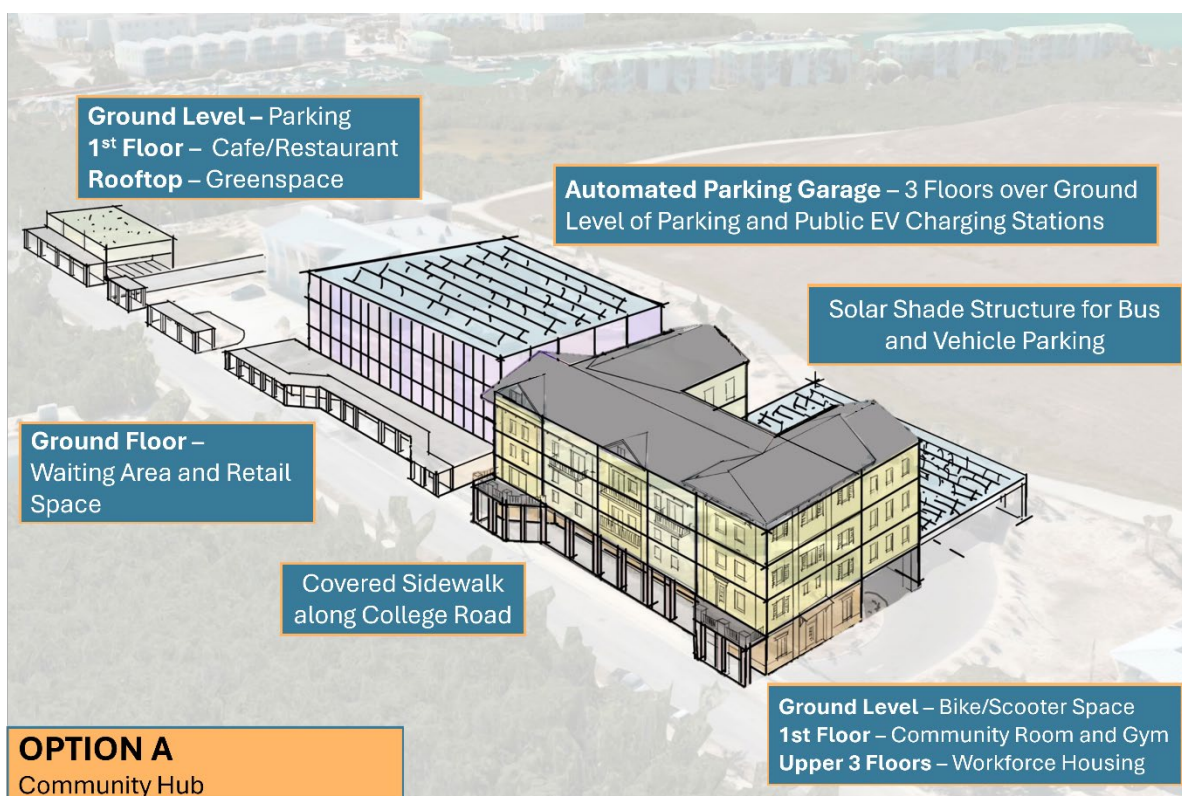 Ground Level – Parking
1st Floor – Cafe/Restaurant
Rooftop – Greenspace
Automated Parking Garage – 3 Floors over Ground
Level of Parking and Public EV Charging Stations
Solar Shade Structure for Bus
and Vehicle Parking
Ground Floor –
Waiting Area and Retail
Space
Covered Sidewalk
along College Road
Ground Level – Bike/Scooter Space
1st Floor – Community Room and Gym
Upper 3 Floors – Workforce Housing
OPTION A
Community Hub